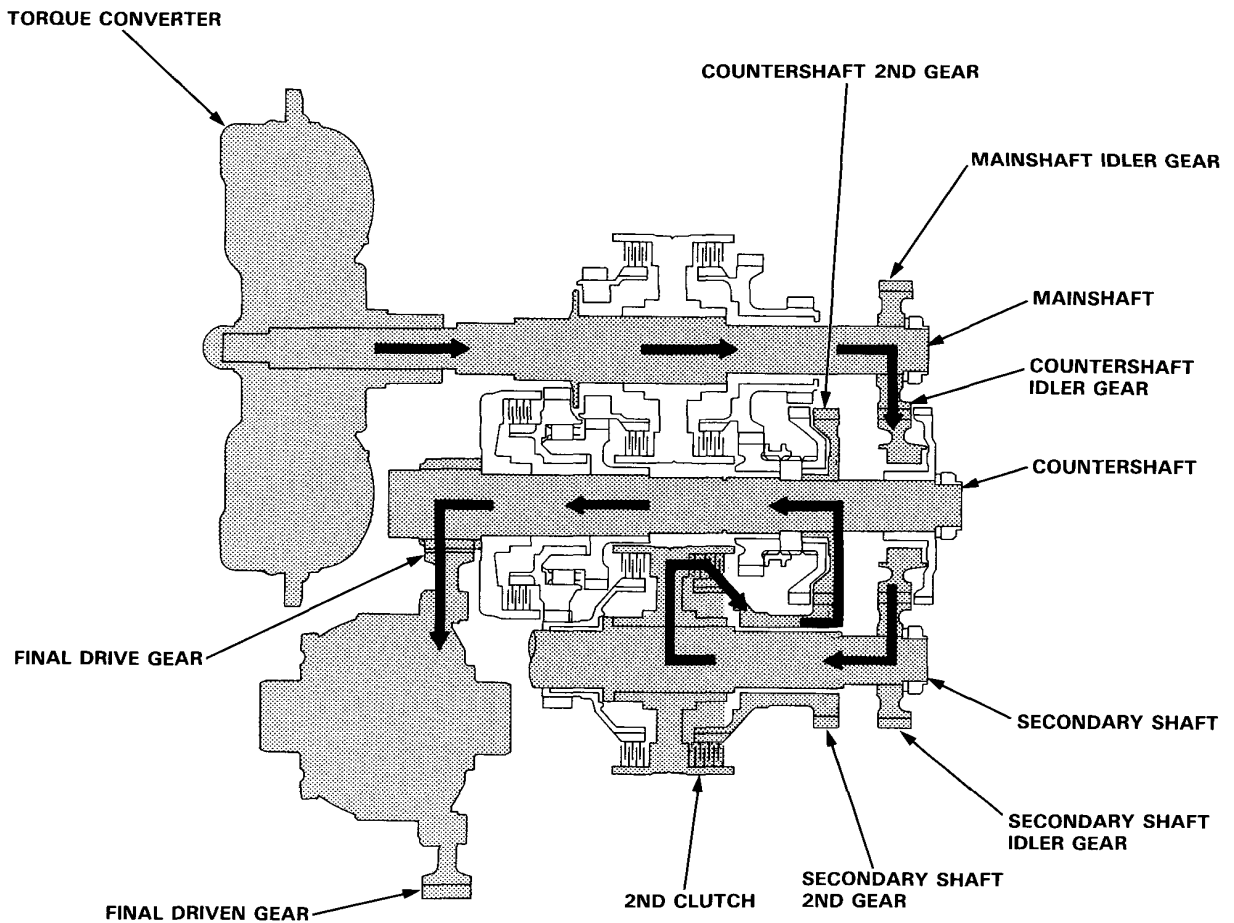 TORQUE CONVERTER
COUNTERSHAFT 2ND GEAR
MAINSHAFT IDLER GEAR
MAINSHAFT
COUNTERSHAFT
IDLER GEAR
COUNTERSHAFT
FINAL DRIVE GEAR
SECONDARY SHAFT
SECONDARY SHAFT
IDLER GEAR
SECONDARY SHAFT
2ND GEAR
2ND CLUTCH
FINAL DRIVEN GEAR